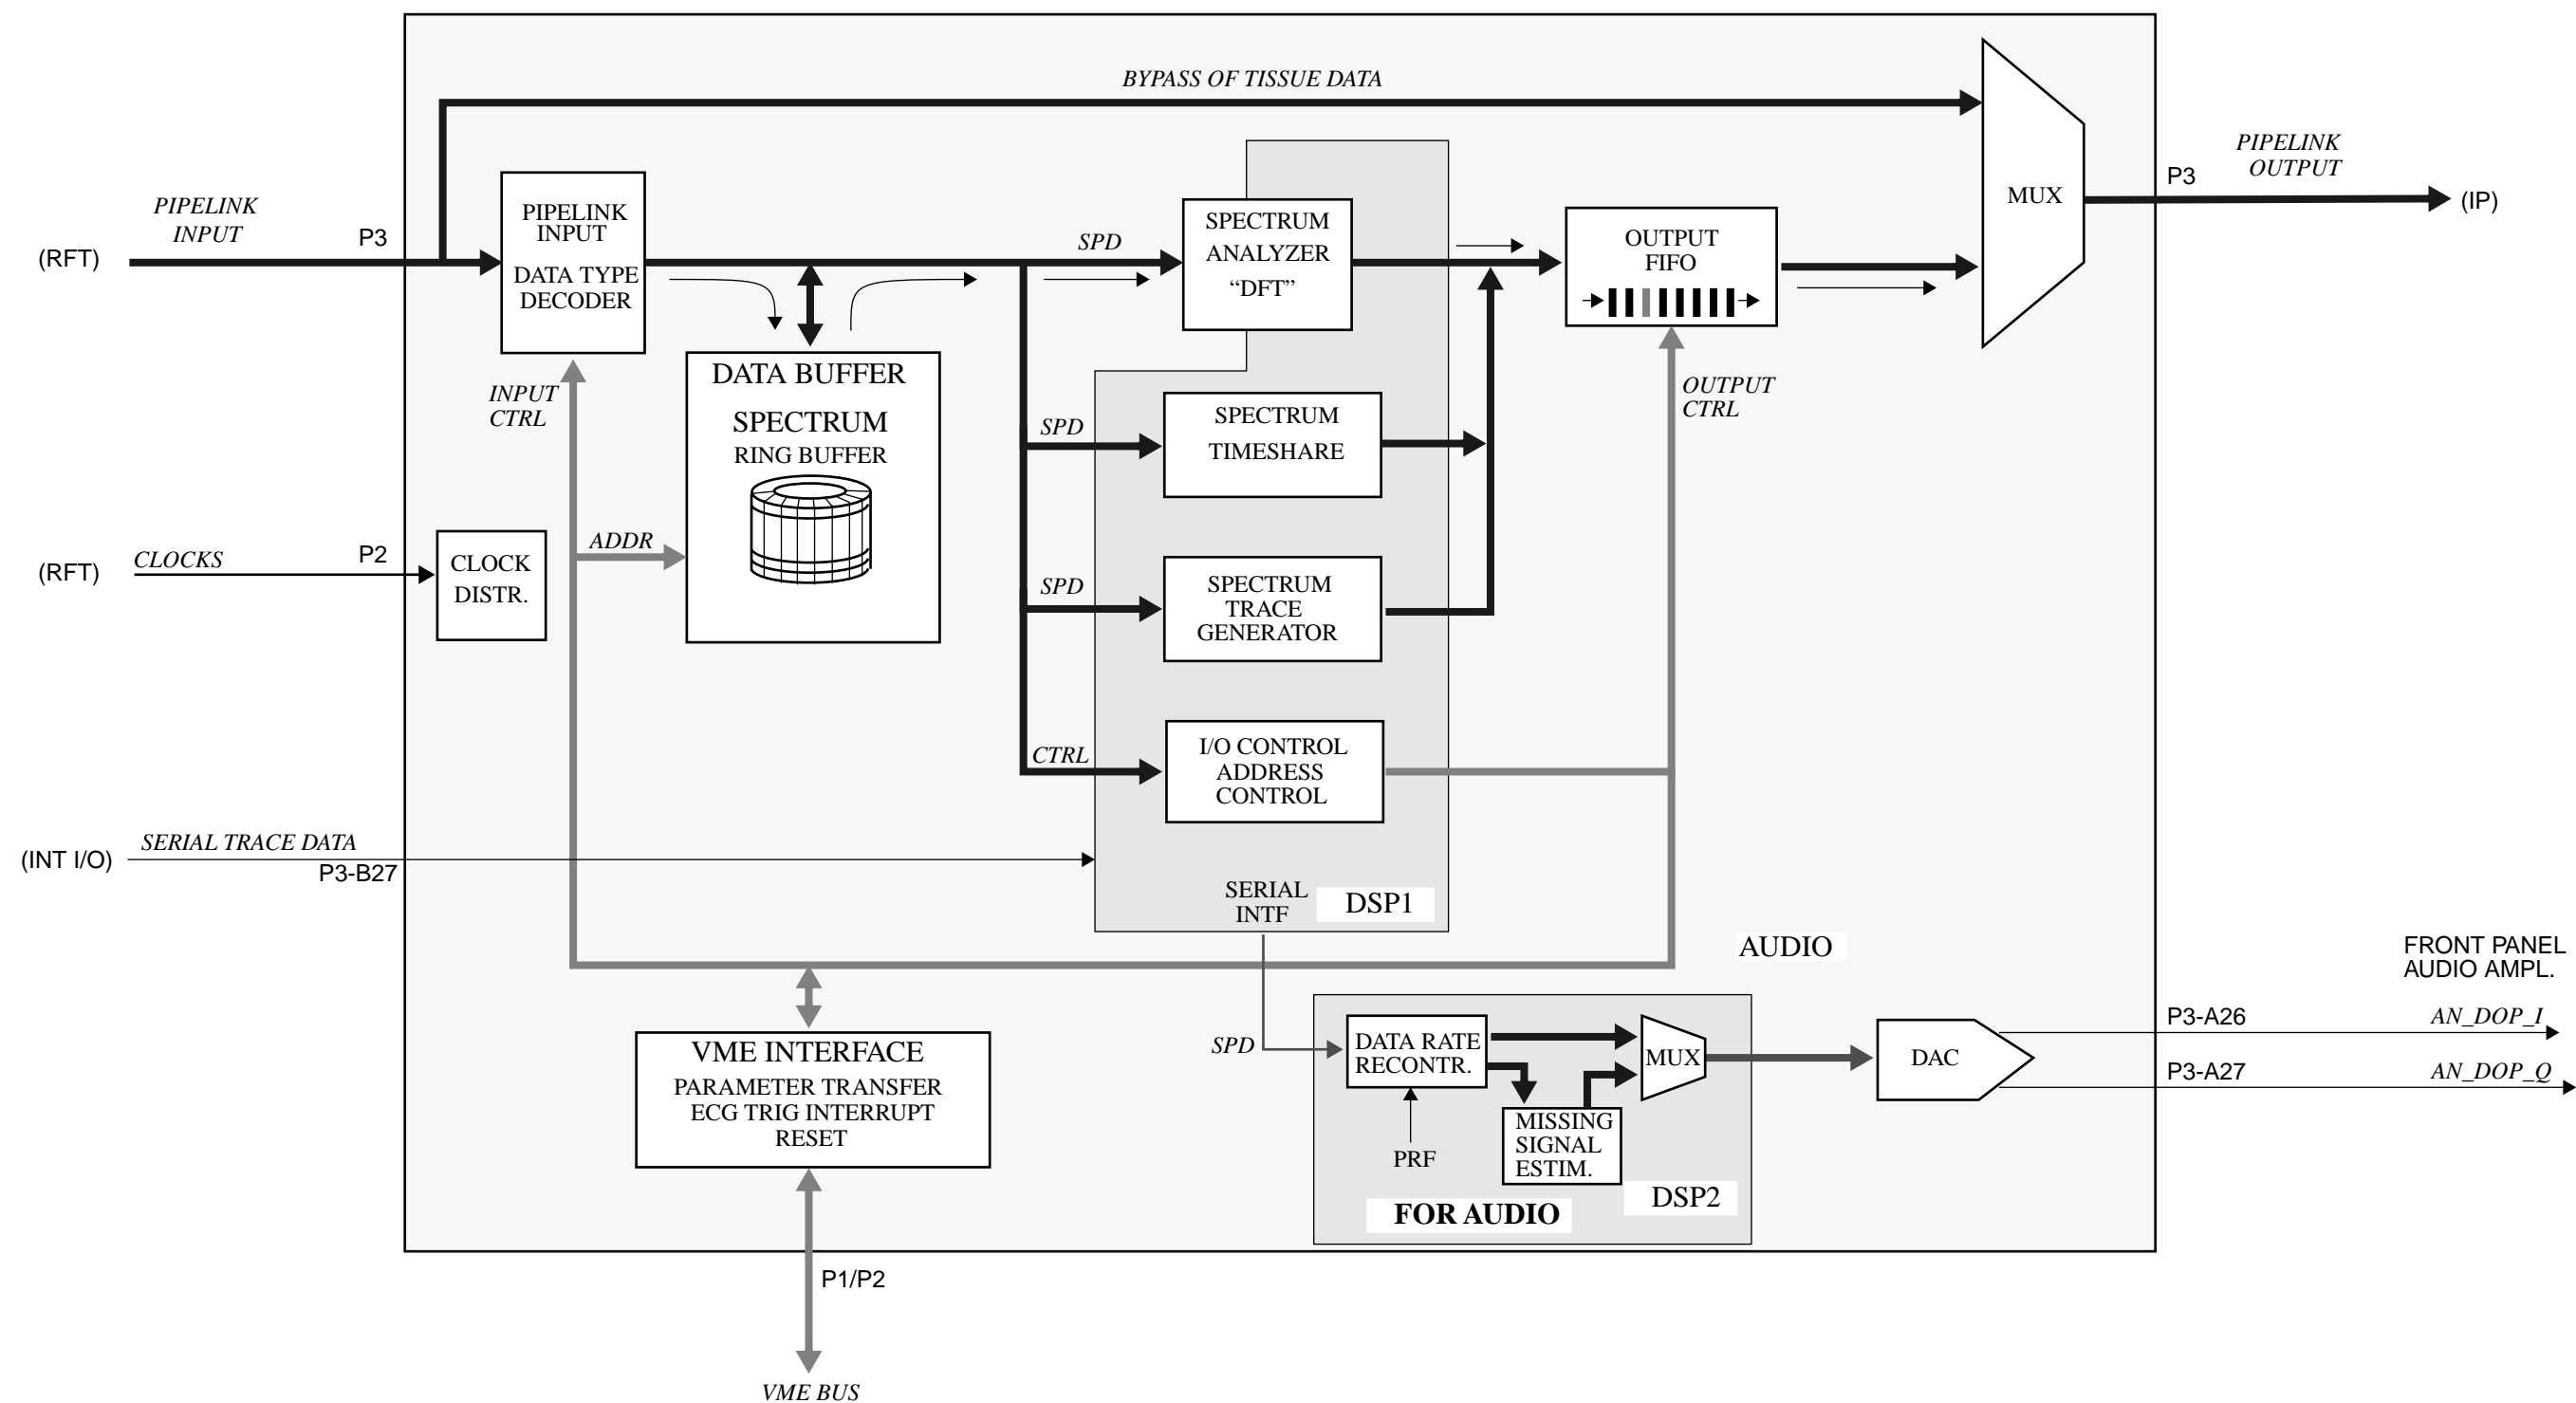 BYPASS OF TISSUE DATA
PIPELINK
OUTPUT
P3
(IP)
MUX
PIPELINK
INPUT
P3
(RFT)
PIPELINK
INPUT
DATA TYPE
DECODER
SPD
SPECTRUM
ANALYZER
“DFT”
OUTPUT
FIFO
INPUT
CTRL
DATA BUFFER
SPECTRUM
RING BUFFER
OUTPUT
CTRL
SPD
SPECTRUM
TIMESHARE
(RFT)
CLOCKS
P2
CLOCK
DISTR.
ADDR
SPD
SPECTRUM
TRACE
GENERATOR
CTRL
I/O CONTROL
ADDRESS
CONTROL
(INT I/O)
SERIAL TRACE DATA
P3-B27
SERIAL
INTF
DSP1
AUDIO
FRONT PANEL
AUDIO AMPL.
VME INTERFACE
PARAMETER TRANSFER
ECG TRIG INTERRUPT
RESET
SPD
DATA RATE
RECONTR.
MUX
DAC
P3-A26
AN_DOP_I
P3-A27
AN_DOP_Q
PRF
MISSING
SIGNAL
ESTIM.
DSP2
FOR AUDIO
P1/P2
VME BUS